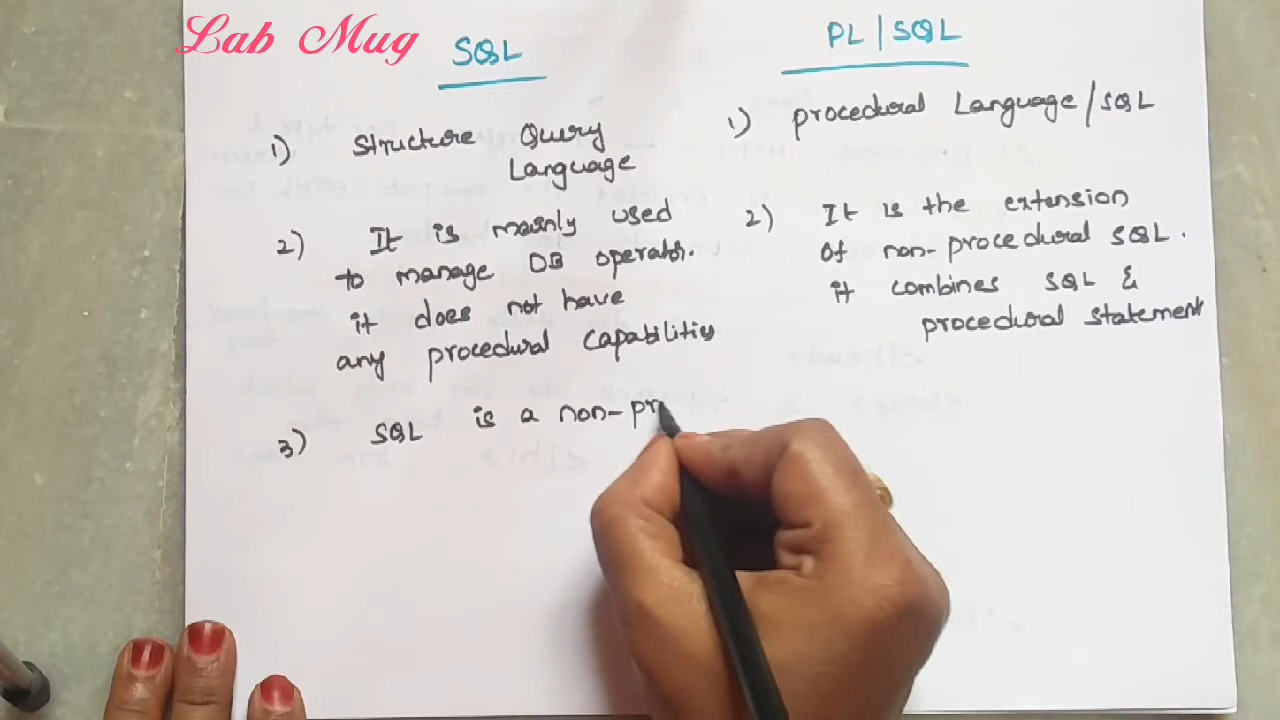 Lab Mug
SQL
1) Structure Query
Language
2) It is mainly used
to manage DB operator.
it does not have
any procedural capabilities
3) SQL is a non-pr
PL/SQL
1) procedural Language/SQL
2) It is the extension
of non-procedural SQL.
it combines SQL &
procedural statement